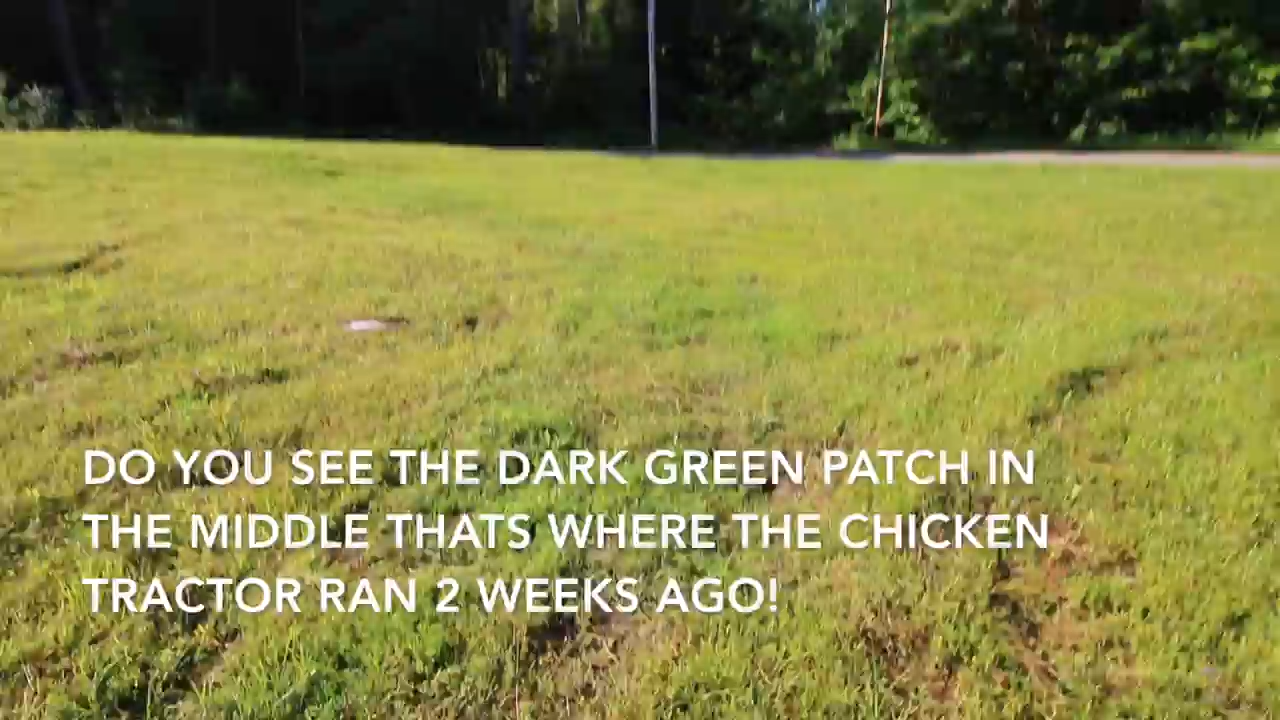 DO YOU SEE THE DARK GREEN PATCH IN
THE MIDDLE THATS WHERE THE CHICKEN
TRACTOR RAN 2 WEEKS AGO!